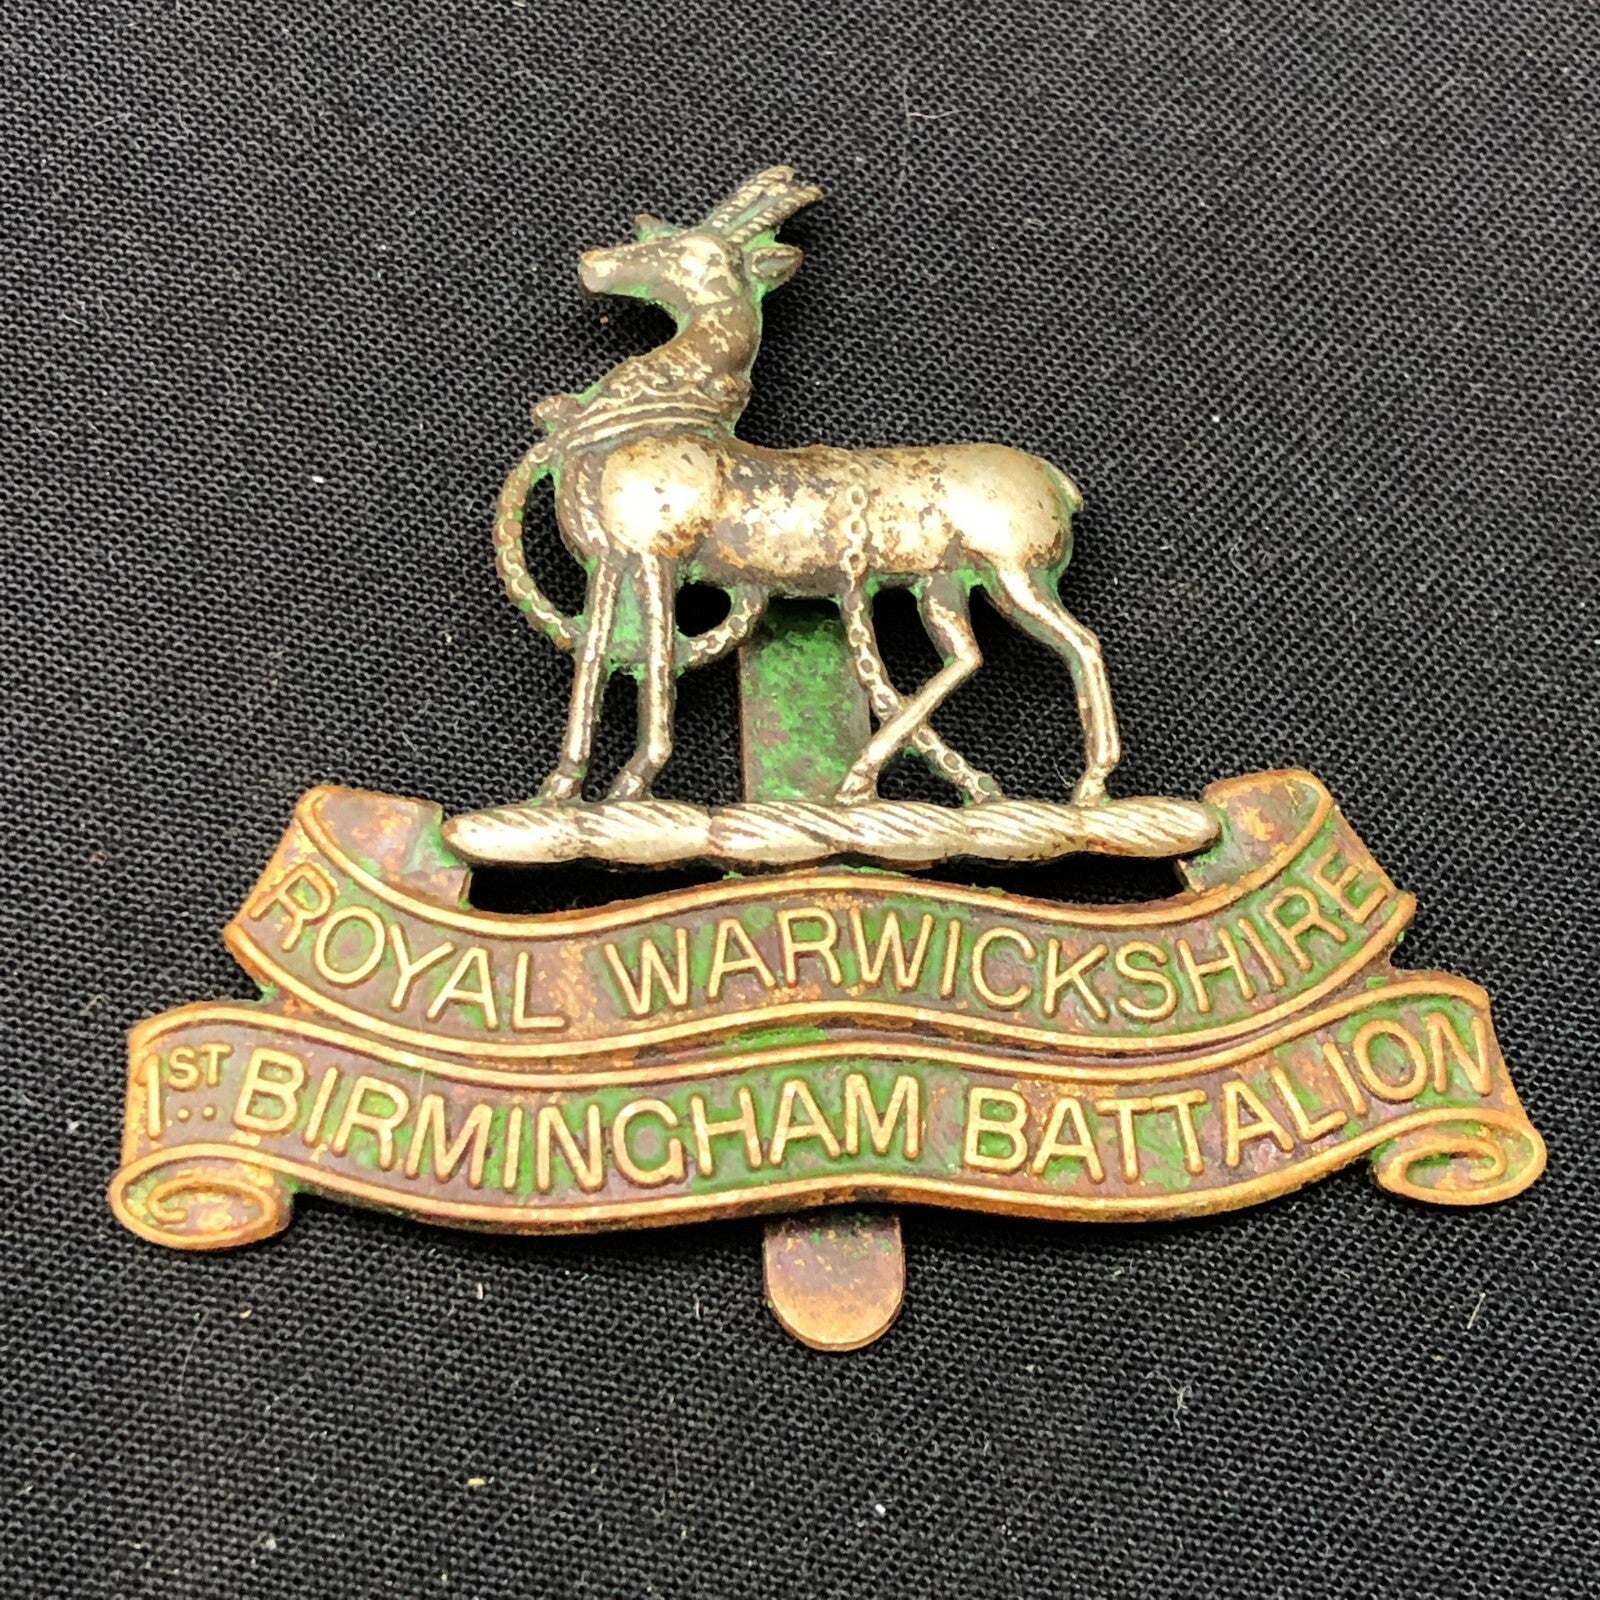 ROYAL WARWICKSHIRE
1ST BIRMINGHAM BATTALION